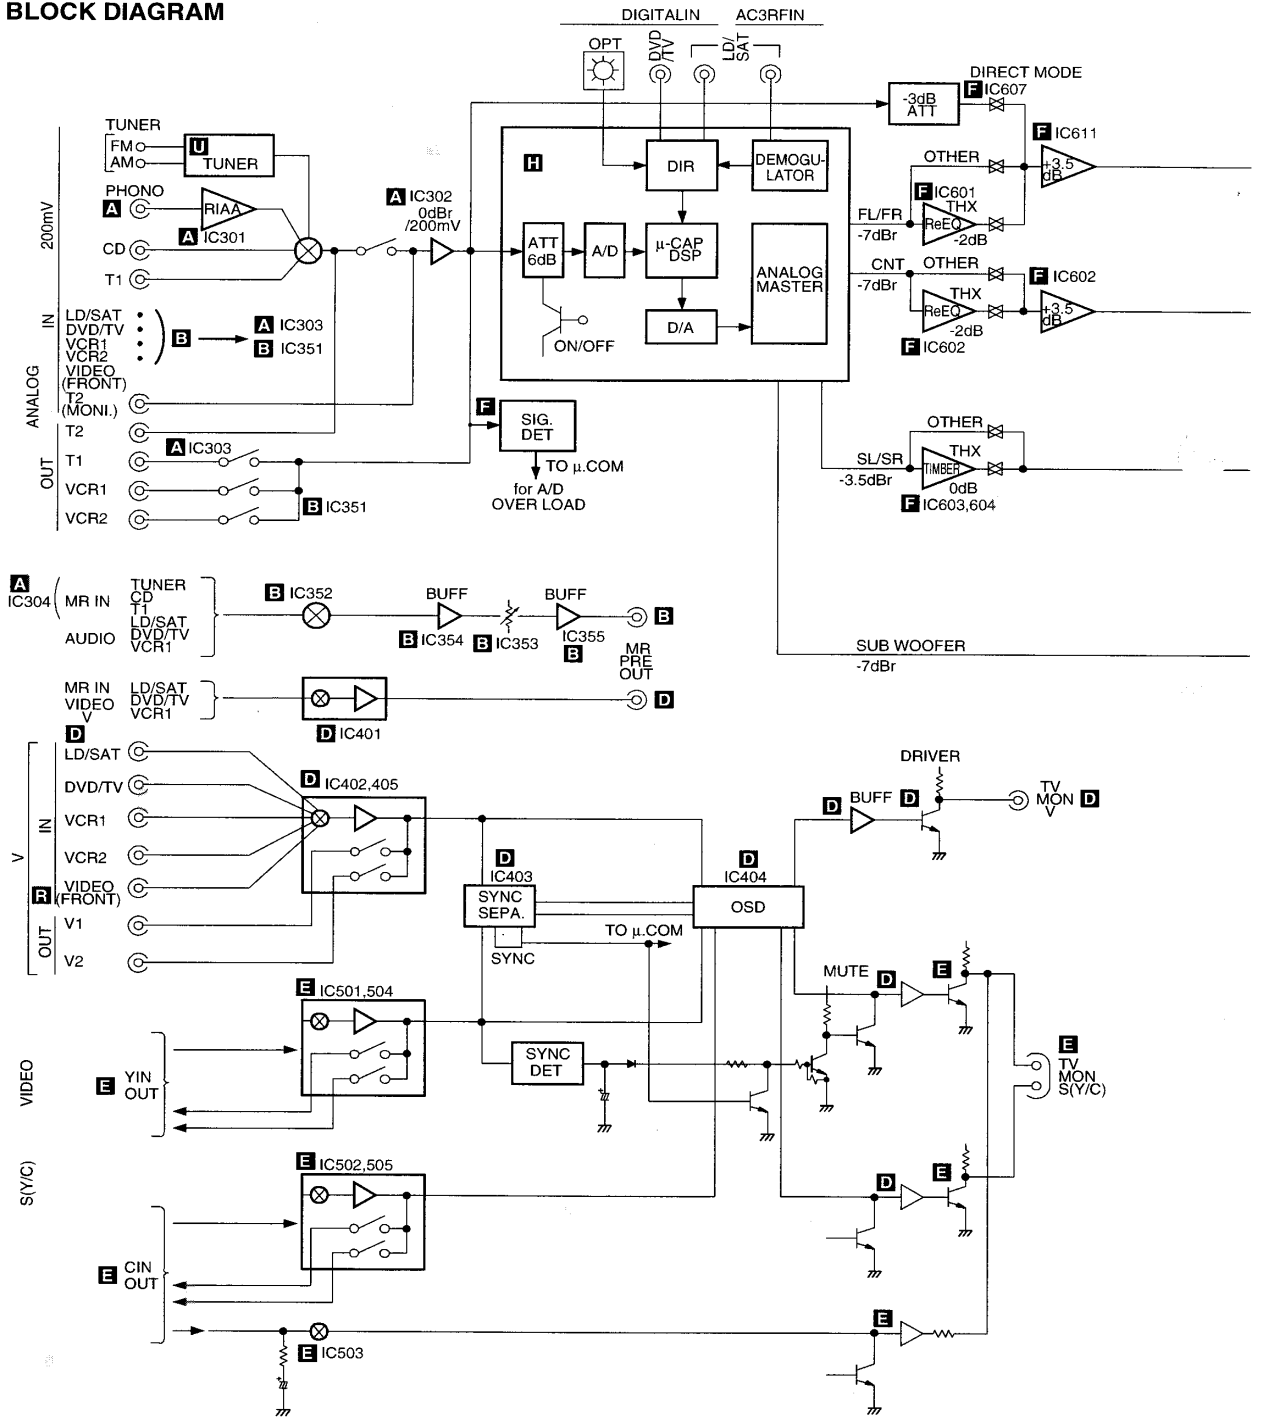 BLOCK DIAGRAM
DIGITALIN
AC3RFIN
OPT
DVD
/TV
LD/
SAT
DIRECT MODE
F IC607
-3dB
ATT
TUNER
FM
AM
U
TUNER
PHONO
A
RIAA
A IC301
CD
T1
200mV
A IC302
0dBr
/200mV
H
DIR
DEMOGU-
LATOR
ATT
6dB
A/D
µ-CAP
DSP
D/A
ANALOG
MASTER
ON/OFF
OTHER
F IC601
THX
ReEQ
-2dB
FL/FR
-7dBr
F IC611
+3.5
dB
CNT
-7dBr
OTHER
THX
ReEQ
-2dB
F IC602
F IC602
+3.5
dB
IN
ANALOG
LD/SAT
DVD/TV
VCR1
VCR2
VIDEO
(FRONT)
B
A IC303
B IC351
T2
(MONI.)
T2
OUT
T1
VCR1
VCR2
A IC303
B IC351
F
SIG.
DET
TO µ.COM
for A/D
OVER LOAD
SL/SR
-3.5dBr
OTHER
THX
TIMBER
0dB
F IC603,604
SUB WOOFER
-7dBr
A
IC304
MR IN
AUDIO
TUNER
CD
T1
LD/SAT
DVD/TV
VCR1
B IC352
BUFF
B IC354
B IC353
BUFF
IC355
B
B
MR
PRE
OUT
D
MR IN
VIDEO
V
LD/SAT
DVD/TV
VCR1
D IC401
D
V
IN
LD/SAT
DVD/TV
VCR1
VCR2
R
VIDEO
(FRONT)
OUT
V1
V2
D IC402,405
D
IC403
SYNC
SEPA.
SYNC
TO µ.COM
D
IC404
OSD
DRIVER
D
BUFF
D
TV
MON
V
D
VIDEO
S(Y/C)
E
YIN
OUT
E IC501,504
SYNC
DET
MUTE
D
E
E
TV
MON
S(Y/C)
E
CIN
OUT
E IC502,505
D
E
E IC503
E